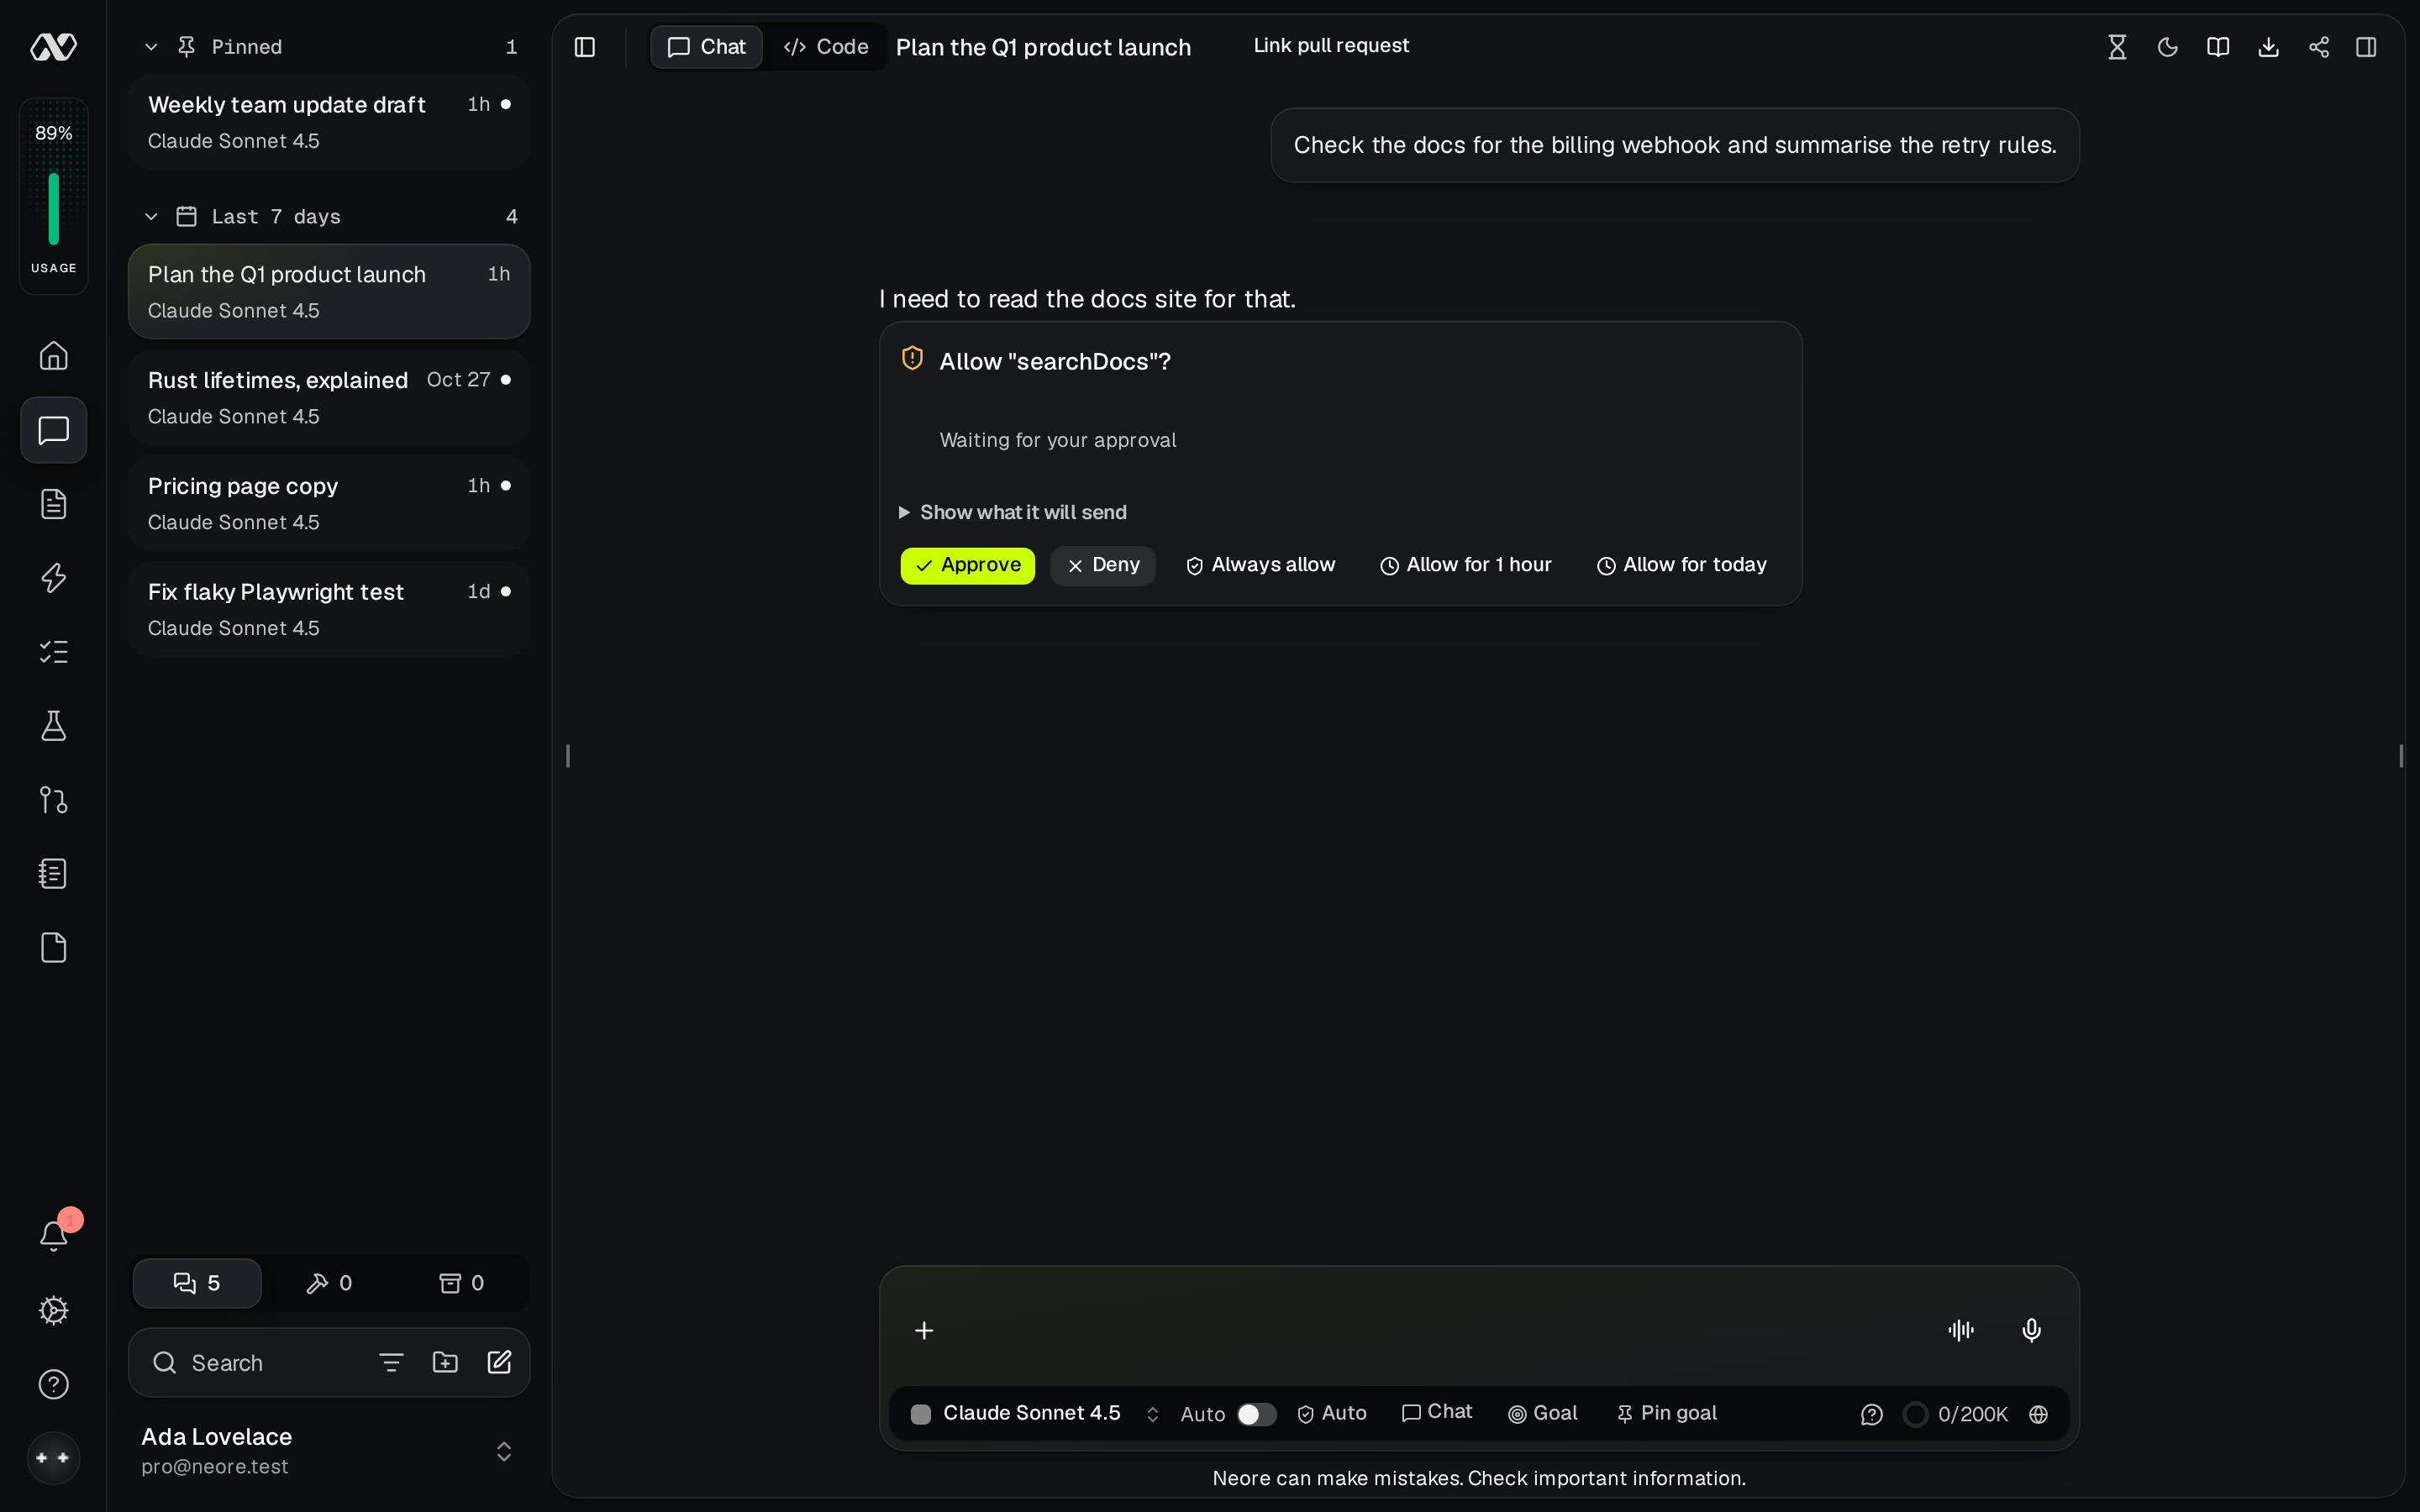 89%
USAGE
Pinned 1
Weekly team update draft 1h
Claude Sonnet 4.5
Last 7 days 4
Plan the Q1 product launch 1h
Claude Sonnet 4.5
Rust lifetimes, explained Oct 27
Claude Sonnet 4.5
Pricing page copy 1h
Claude Sonnet 4.5
Fix flaky Playwright test 1d
Claude Sonnet 4.5
1
5 0 0
Search
Ada Lovelace
pro@neore.test
Chat Code Plan the Q1 product launch Link pull request
Check the docs for the billing webhook and summarise the retry rules.
I need to read the docs site for that.
Allow "searchDocs"?
Waiting for your approval
Show what it will send
Approve Deny Always allow Allow for 1 hour Allow for today
Claude Sonnet 4.5 Auto Auto Chat Goal Pin goal 0/200K
Neore can make mistakes. Check important information.